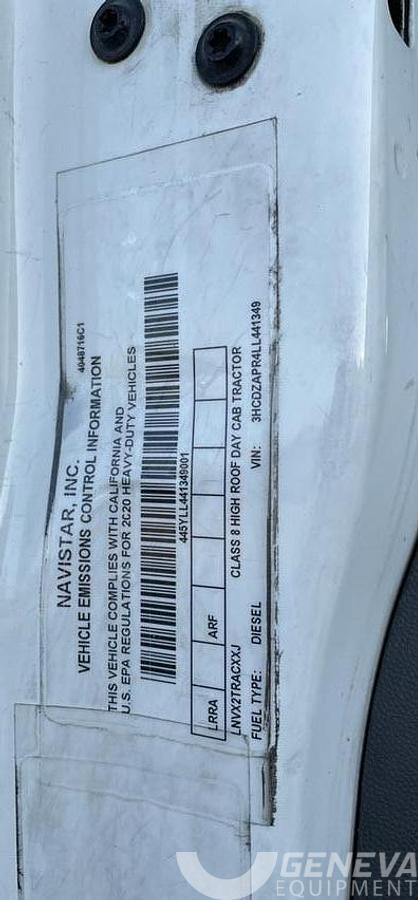 4048716C1
NAVISTAR, INC.
VEHICLE EMISSIONS CONTROL INFORMATION
THIS VEHICLE COMPLIES WITH CALIFORNIA AND
U.S. EPA REGULATIONS FOR 2020 HEAVY-DUTY VEHICLES
445YLL441349001
LRRA ARF
LNVX2TRACXXJ CLASS 8 HIGH ROOF DAY CAB TRACTOR
FUEL TYPE: DIESEL VIN: 3HCDZAPR4LL441349
GENEVA
EQUIPMENT